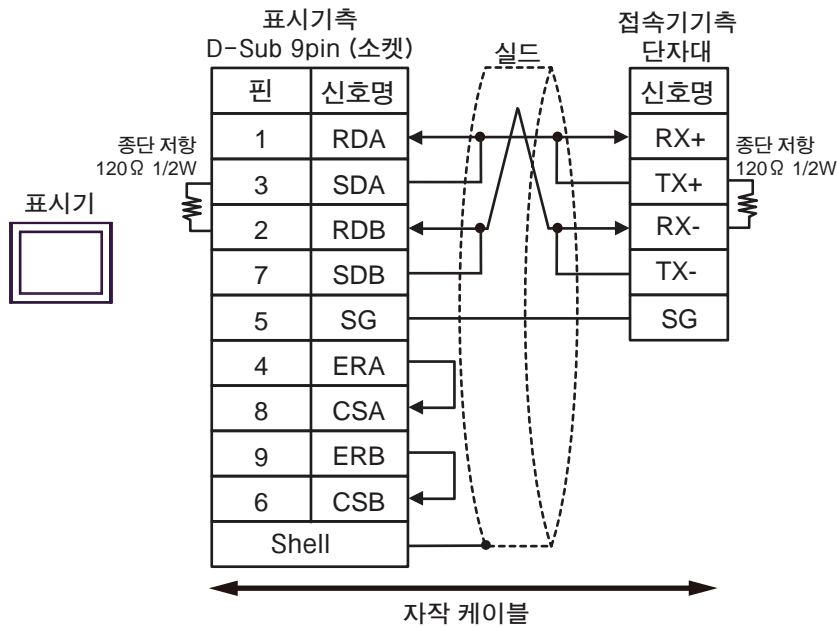 표시기측
D-Sub 9pin (소켓)
실드
접속기기측
단자대
핀 신호명
신호명
1 RDA
RX+
종단 저항
120Ω 1/2W
종단 저항
120Ω 1/2W
3 SDA
TX+
표시기
2 RDB
RX-
7 SDB
TX-
5 SG
SG
4 ERA
8 CSA
9 ERB
6 CSB
Shell
자작 케이블